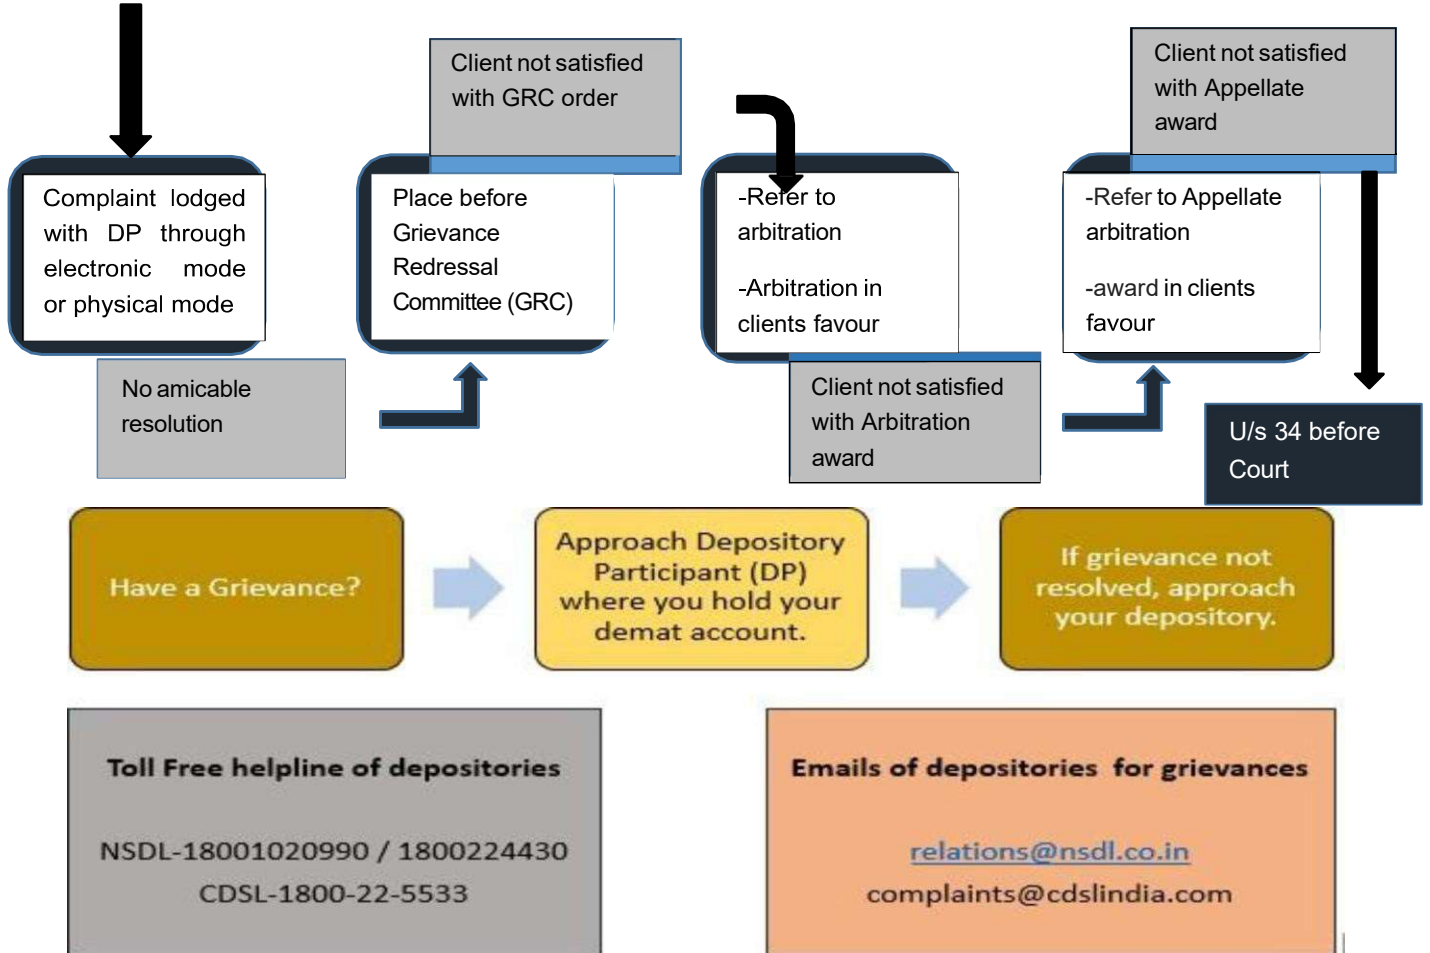 Client not satisfied
with GRC order
Client not satisfied
with Appellate
award
Complaint lodged
with DP through
electronic mode
or physical mode
Place before
Grievance
Redressal
Committee (GRC)
-Refer to
arbitration
-Arbitration in
clients favour
-Refer to Appellate
arbitration
-award in clients
favour
No amicable
resolution
Client not satisfied
with Arbitration
award
U/s 34 before
Court
Have a Grievance?
Approach Depository
Participant (DP)
where you hold your
demat account.
If grievance not
resolved, approach
your depository.
Toll Free helpline of depositories
NSDL-18001020990 / 1800224430
CDSL-1800-22-5533
Emails of depositories for grievances
relations@nsdl.co.in
complaints@cdslindia.com